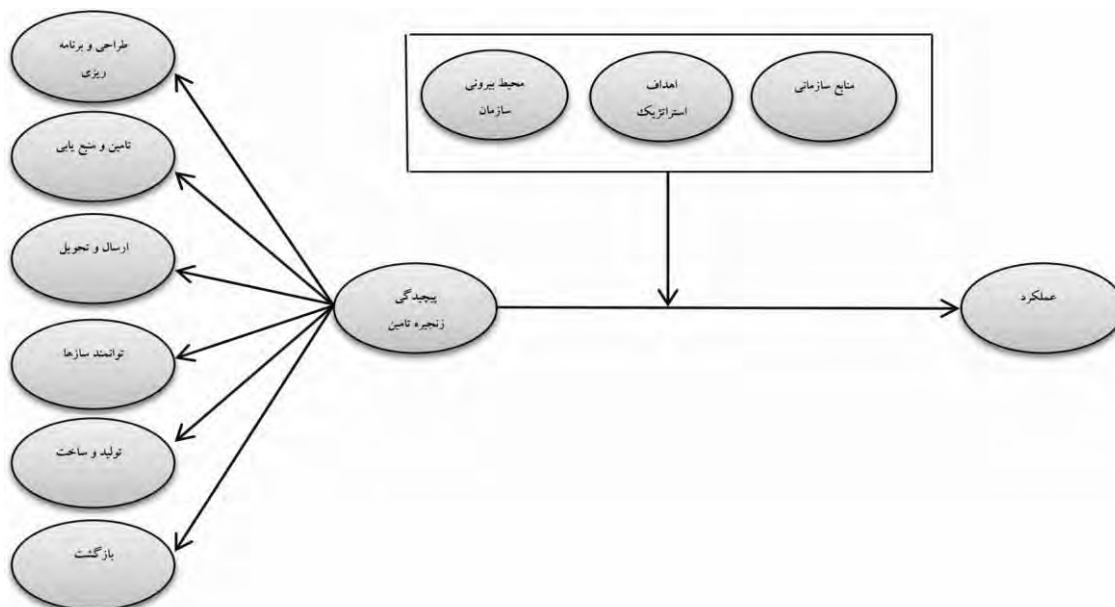 طراحی و برنامه
ریزی
تامین و منبع یابی
ارسال و تحویل
توانمند سازها
تولید و ساخت
بازگشت
پیچیدگی
زنجیره تامین
منابع سازمانی
اهداف
استراتژیک
محیط بیرونی
سازمان
عملکرد